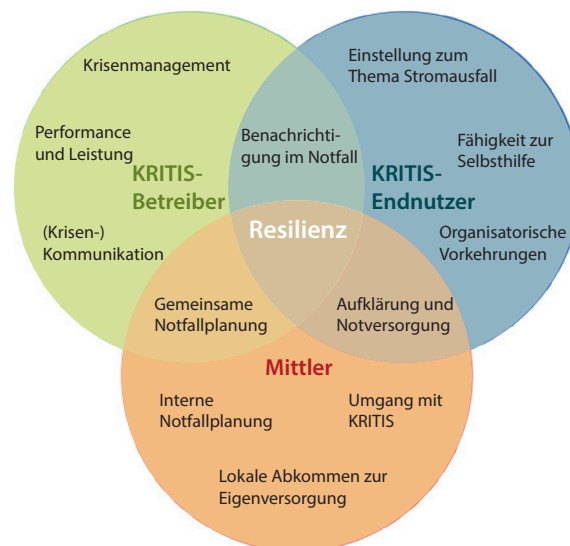 Krisenmanagement
Einstellung zum
Thema Stromausfall
Performance
und Leistung
Benachrichti-
gung im Notfall
Fähigkeit zur
Selbsthilfe
KRITIS-
Betreiber
KRITIS-
Endnutzer
(Krisen-)
Kommunikation
Resilienz
Organisatorische
Vorkehrungen
Gemeinsame
Notfallplanung
Aufklärung und
Notversorgung
Mittler
Interne
Notfallplanung
Umgang mit
KRITIS
Lokale Abkommen zur
Eigenversorgung